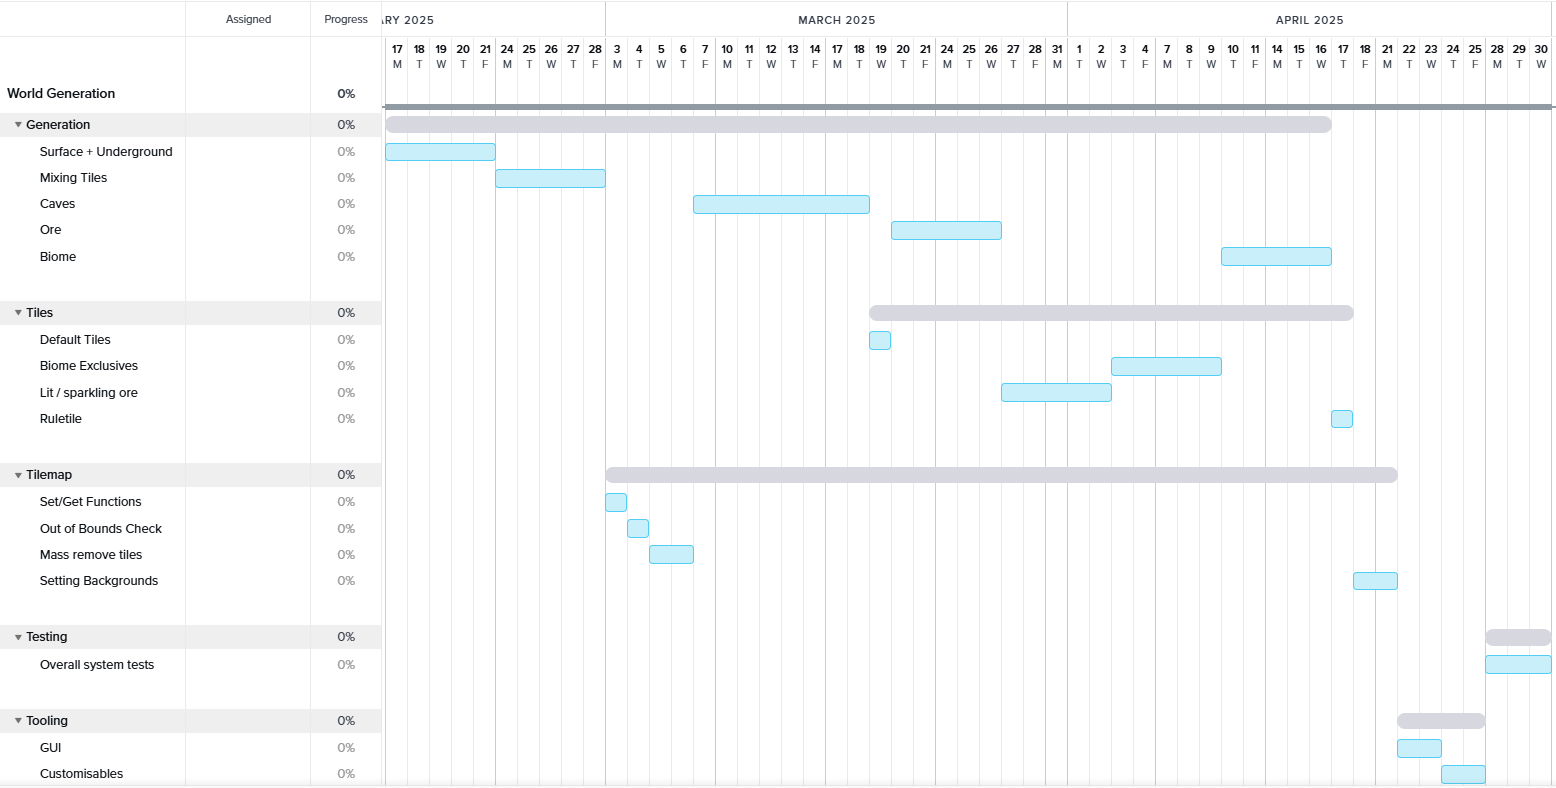 Assigned Progress ARY 2025 MARCH 2025 APRIL 2025
17 18 19 20 21 24 25 26 27 28 3 4 5 6 7 10 11 12 13 14 17 18 19 20 21 24 25 26 27 28 31 1 2 3 4 7 8 9 10 11 14 15 16 17 18 21 22 23 24 25 28 29 30
M T W T F M T W T F M T W T F M T W T F M T W T F M T W T F M T W T F M T W T F M T W T F M T W T F M T W
World Generation 0%
Generation 0%
Surface + Underground 0%
Mixing Tiles 0%
Caves 0%
Ore 0%
Biome 0%
Tiles 0%
Default Tiles 0%
Biome Exclusives 0%
Lit / sparkling ore 0%
Ruletile 0%
Tilemap 0%
Set/Get Functions 0%
Out of Bounds Check 0%
Mass remove tiles 0%
Setting Backgrounds 0%
Testing 0%
Overall system tests 0%
Tooling 0%
GUI 0%
Customisables 0%